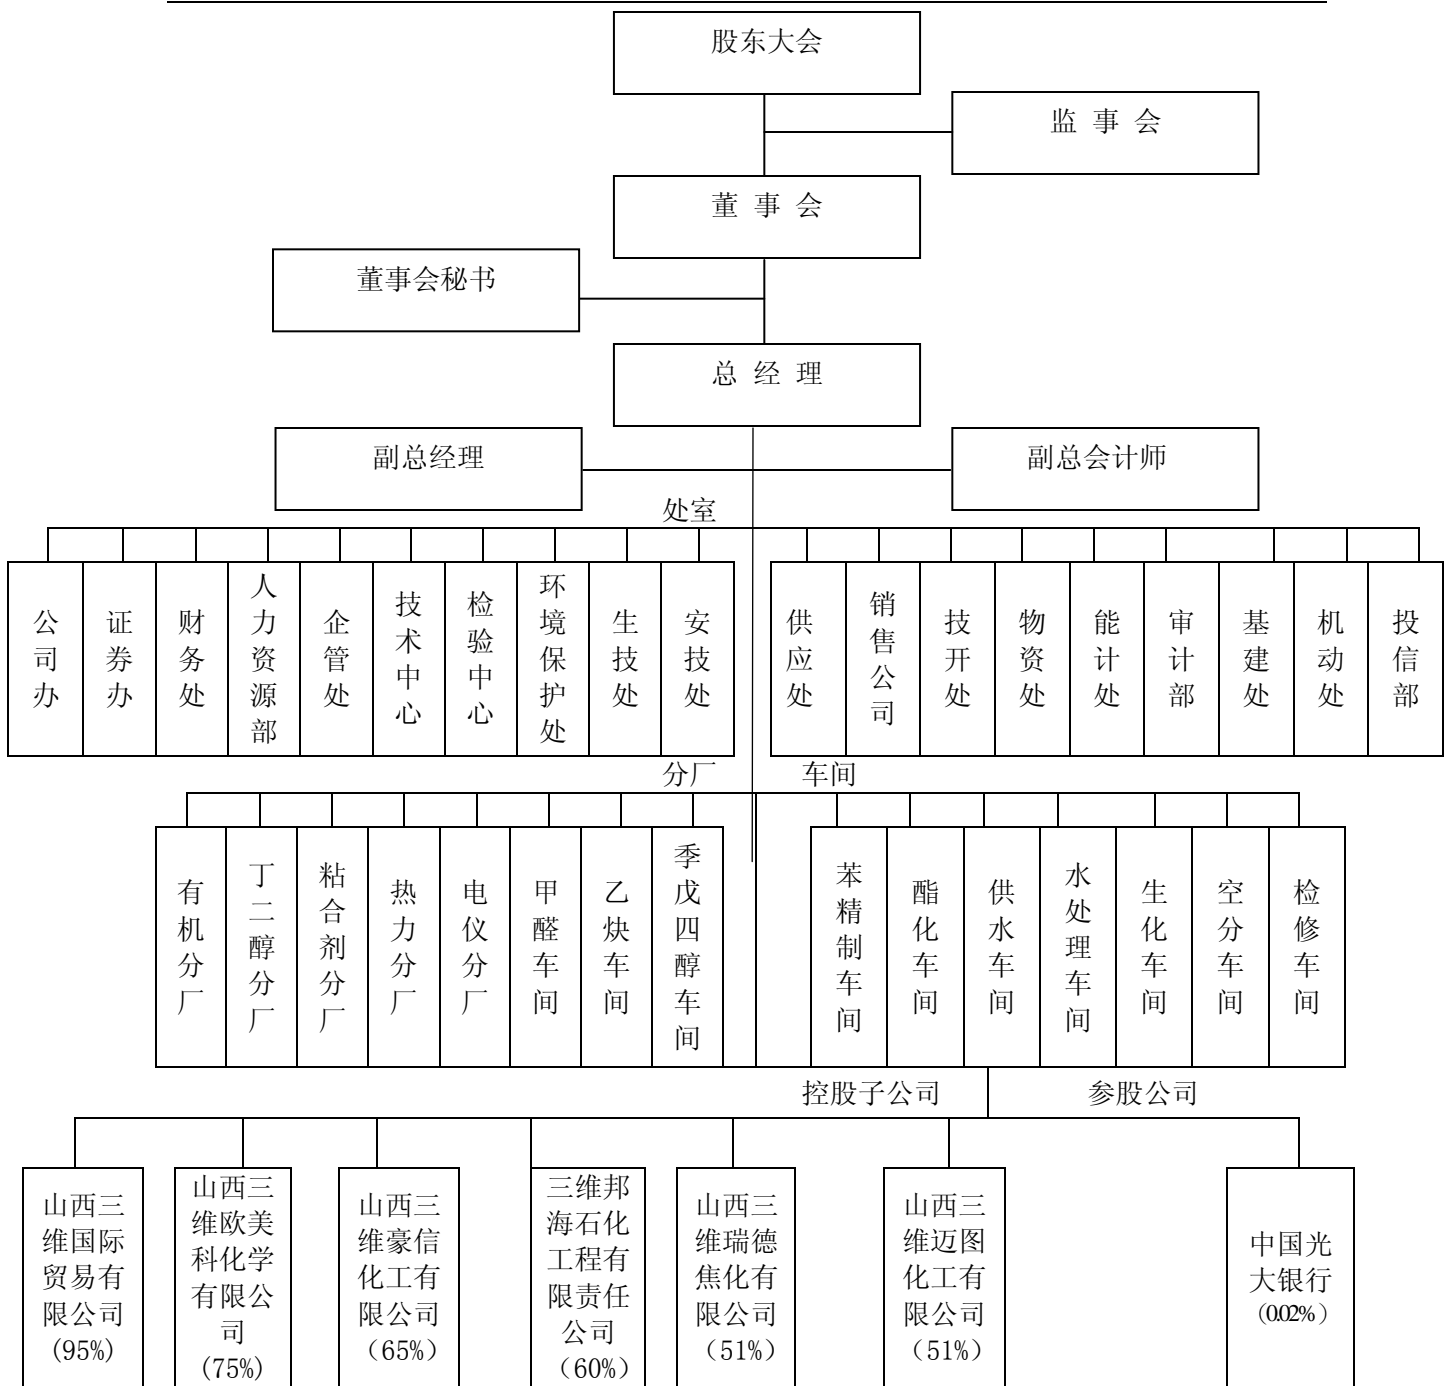 股东大会
监 事 会
董 事 会
董事会秘书
总 经 理
副总经理
副总会计师
处室
公司办
证券办
财务处
人力资源部
企管处
技术中心
检验中心
环境保护处
生技处
安技处
供应处
销售公司
技开处
物资处
能计处
审计部
基建处
机动处
投信部
分厂
车间
有机分厂
丁二醇分厂
粘合剂分厂
热力分厂
电仪分厂
甲醛车间
乙炔车间
季戊四醇车间
苯精制车间
酯化车间
供水车间
水处理车间
生化车间
空分车间
检修车间
控股子公司
参股公司
山西三
维国际
贸易有
限公司
(95%)
山西三
维欧美
科化学
有限公
司
(75%)
山西三
维豪信
化工有
限公司
（65%）
三维邦
海石化
工程有
限责任
公司
（60%）
山西三
维瑞德
焦化有
限公司
（51%）
山西三
维迈图
化工有
限公司
（51%）
中国光
大银行
（0.02%）